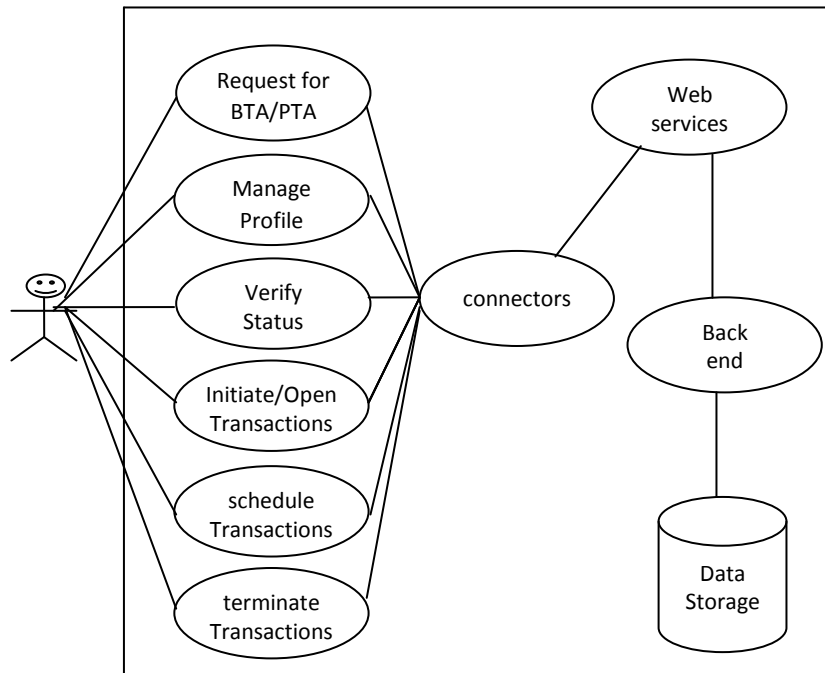 Request for
BTA/PTA
Manage
Profile
Verify
Status
Initiate/Open
Transactions
schedule
Transactions
terminate
Transactions
connectors
Web
services
Back
end
Data
Storage